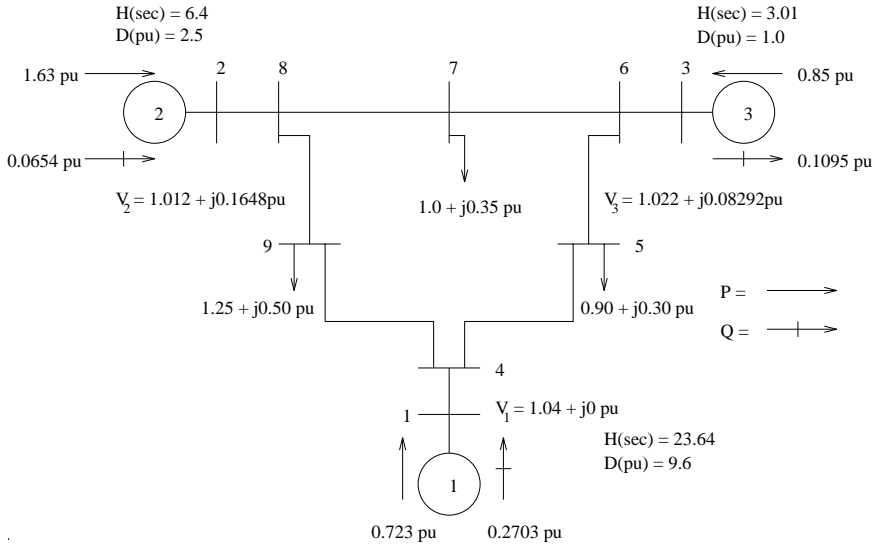 H(sec) = 6.4
D(pu) = 2.5
H(sec) = 3.01
D(pu) = 1.0
1.63 pu
2
2
8
7
6
3
3
0.85 pu
0.0654 pu
0.1095 pu
V2 = 1.012 + j0.1648pu
1.0 + j0.35 pu
V3 = 1.022 + j0.08292pu
9
5
1.25 + j0.50 pu
0.90 + j0.30 pu
P =
Q =
4
1
V1 = 1.04 + j0 pu
H(sec) = 23.64
D(pu) = 9.6
1
0.723 pu
0.2703 pu